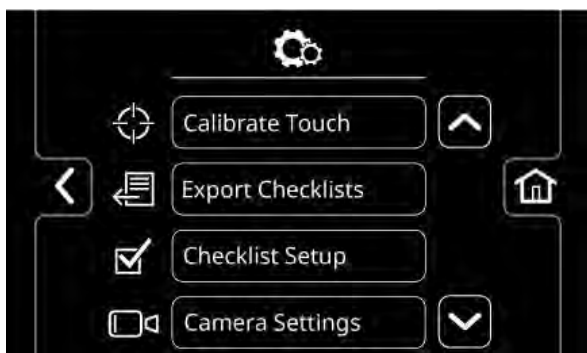 Calibrate Touch
Export Checklists
Checklist Setup
Camera Settings